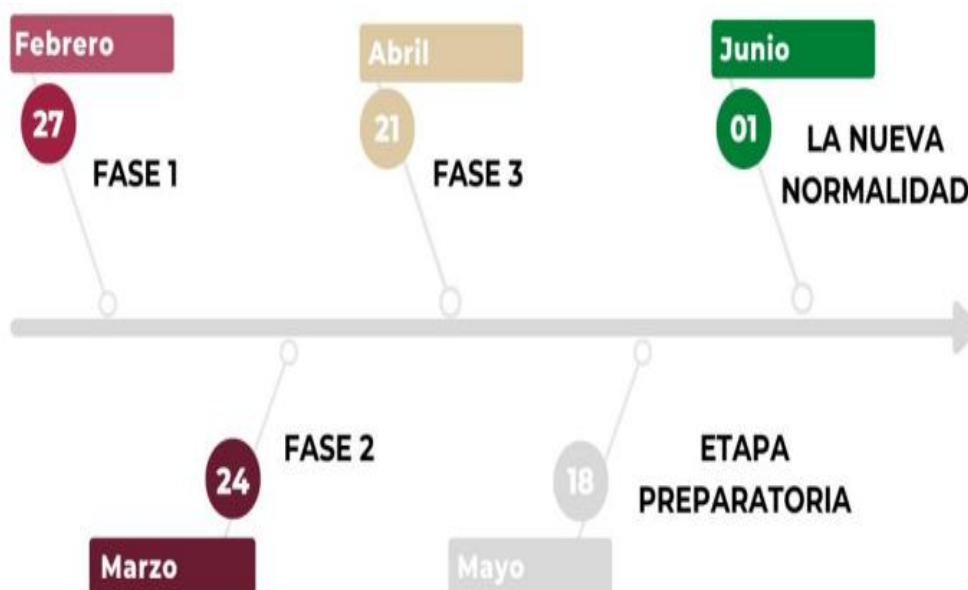 Febrero
27
FASE 1
Abril
21
FASE 3
Junio
01
LA NUEVA
NORMALIDAD
FASE 2
24
Marzo
ETAPA
PREPARATORIA
18
Mayo